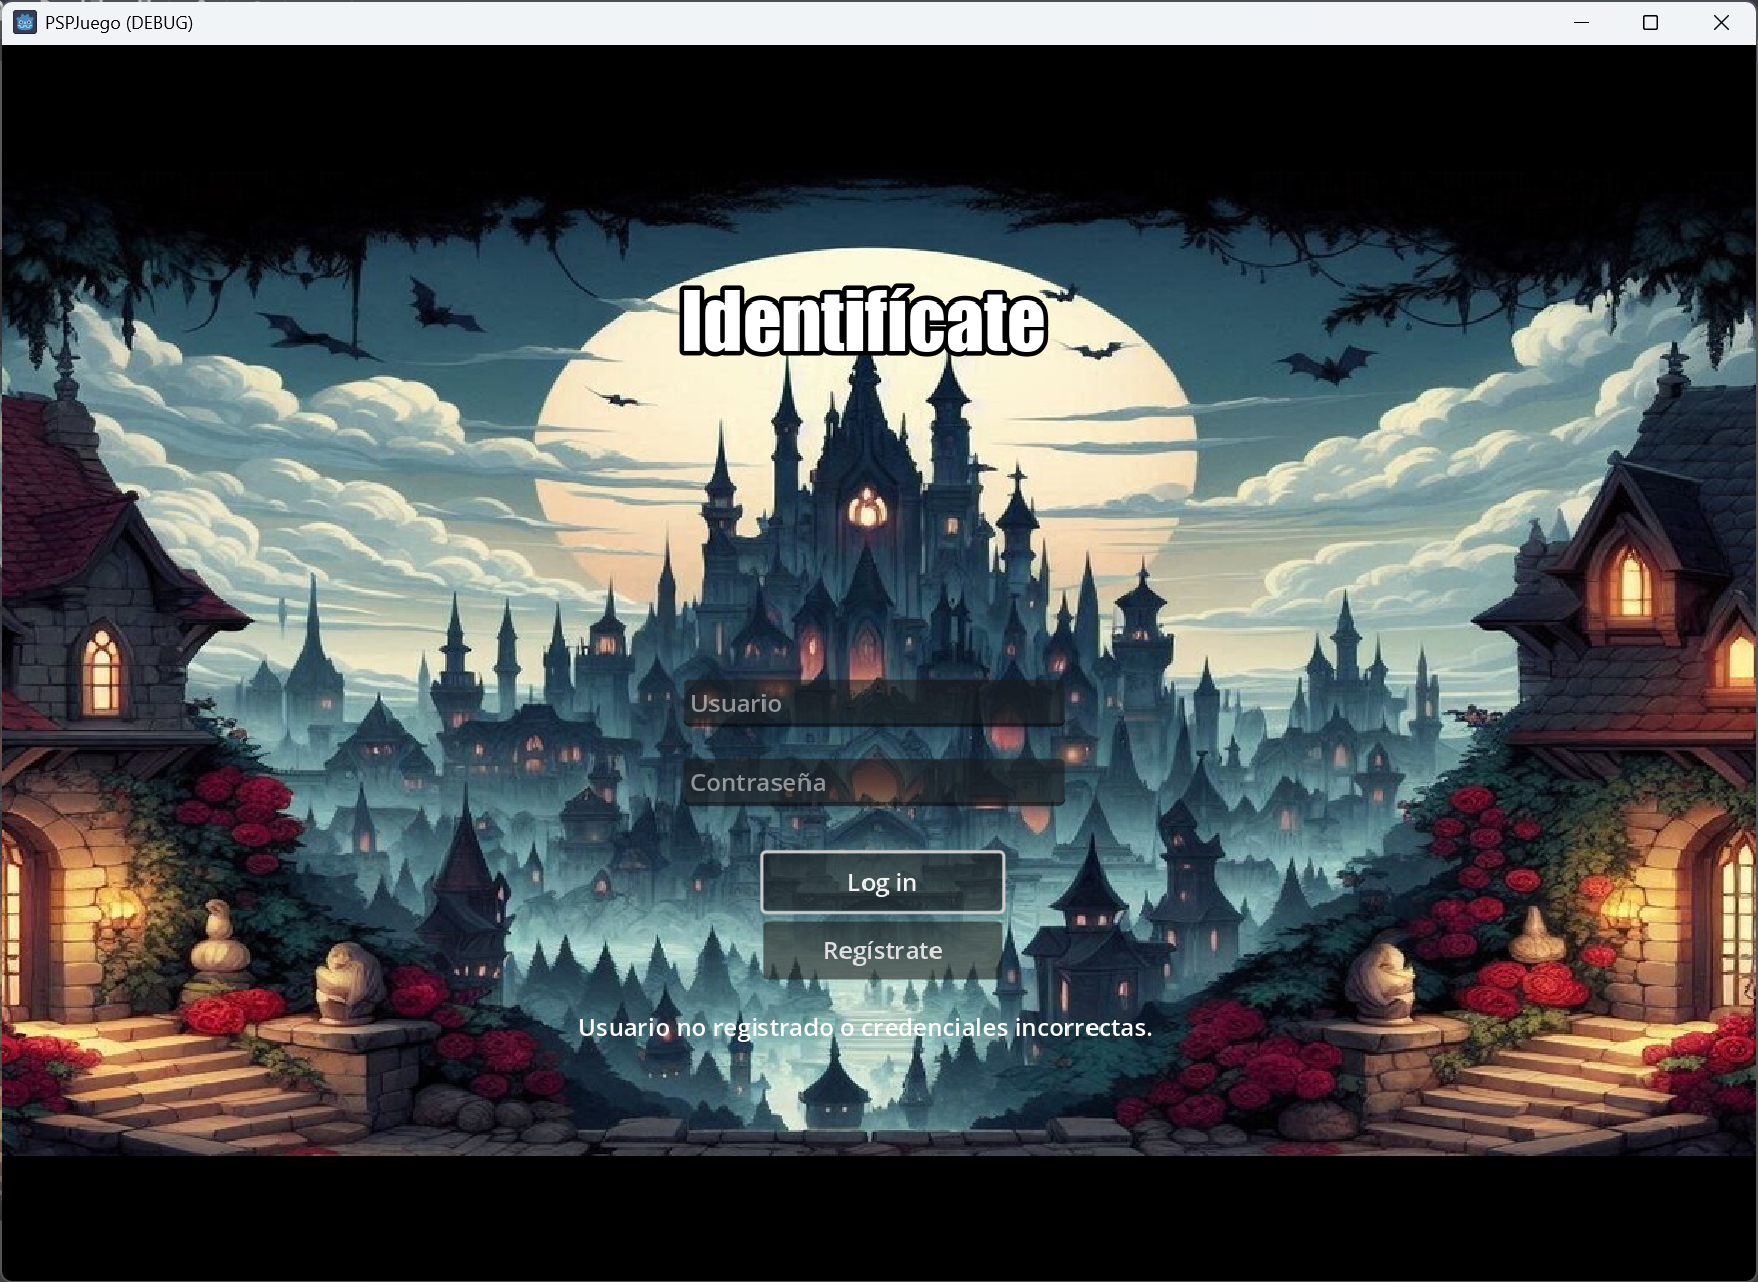 PSPJuego (DEBUG)
Identifícate
Usuario
Contraseña
Log in
Regístrate
Usuario no registrado o credenciales incorrectas.